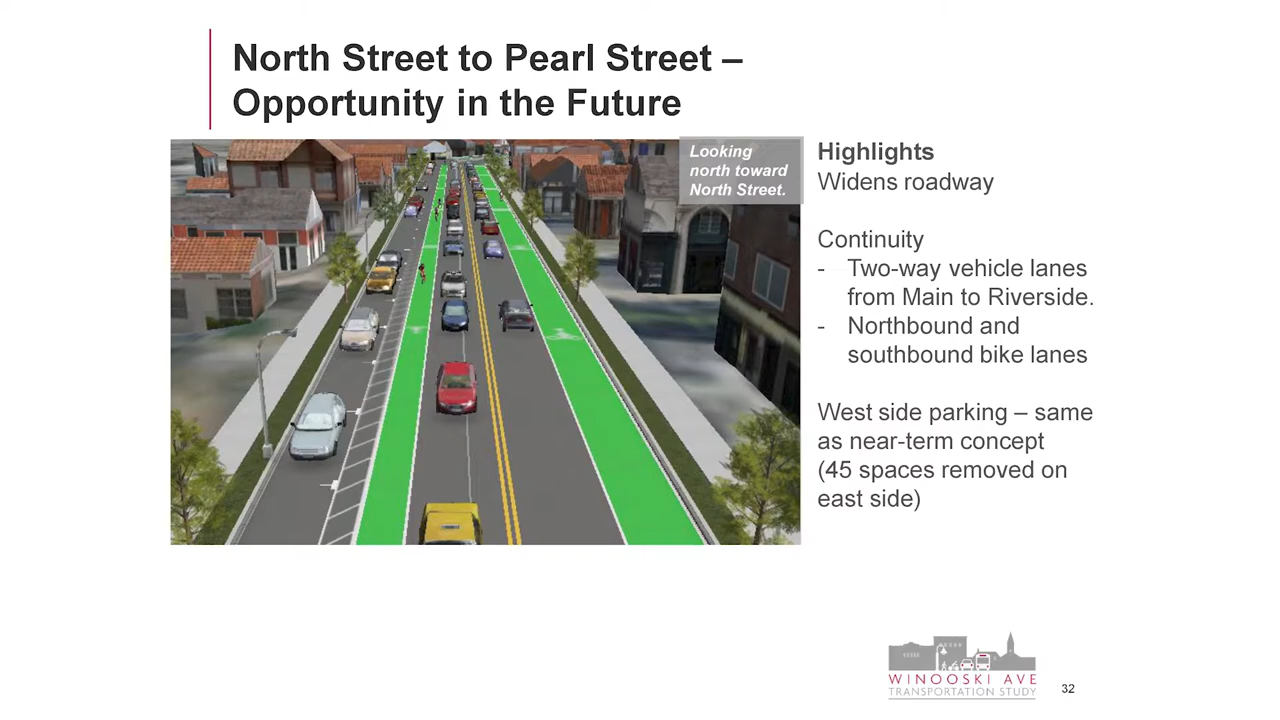 North Street to Pearl Street –
Opportunity in the Future
Looking
north toward
North Street.
Highlights
Widens roadway
Continuity
- Two-way vehicle lanes
from Main to Riverside.
- Northbound and
southbound bike lanes
West side parking – same
as near-term concept
(45 spaces removed on
east side)
WINOOSKI AVE
TRANSPORTATION STUDY
32